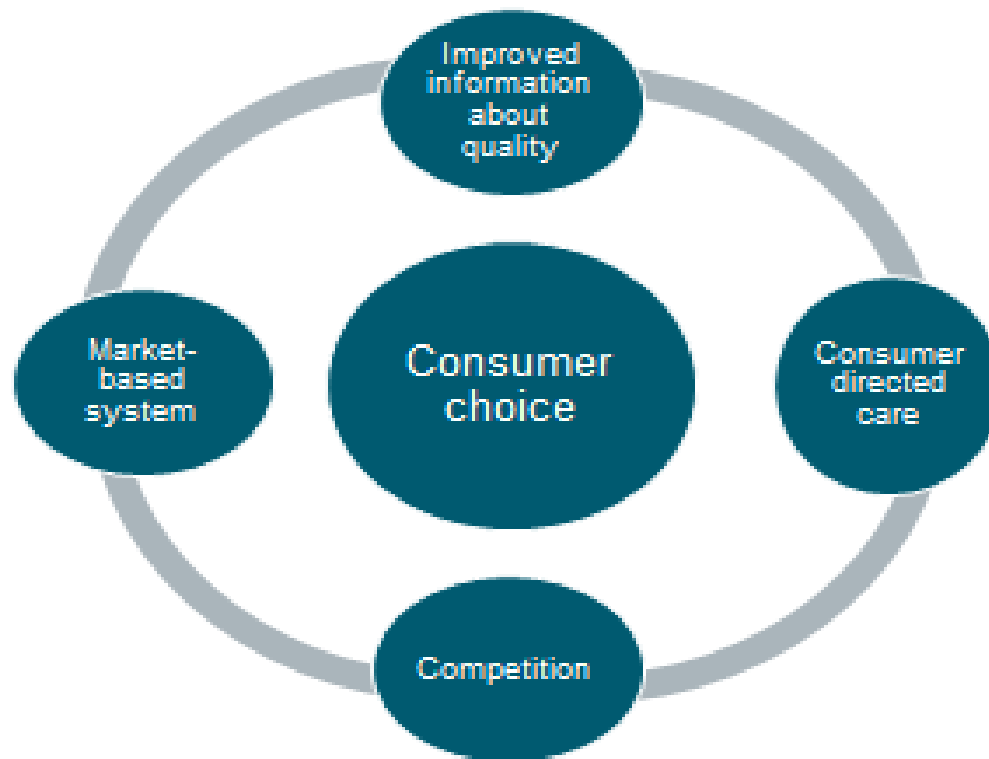 Improved
information
about
quality
Market-
based
system
Consumer
choice
Consumer
directed
care
Competition